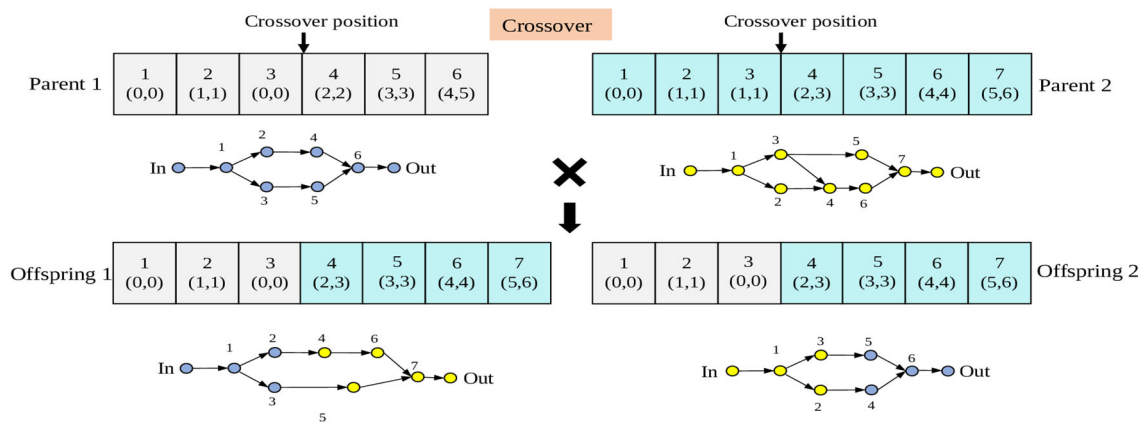 Crossover position
Crossover
Crossover position
Parent 1
1 2 3 4 5 6
(0,0) (1,1) (0,0) (2,2) (3,3) (4,5)
1 2 3 4 5 6 7
(0,0) (1,1) (1,1) (2,3) (3,3) (4,4) (5,6)
Parent 2
In 1 2 4 6 Out
3 5
In 1 3 5 7 Out
2 4 6
Offspring 1
1 2 3 4 5 6 7
(0,0) (1,1) (0,0) (2,3) (3,3) (4,4) (5,6)
1 2 3 4 5 6 7
(0,0) (1,1) (0,0) (2,3) (3,3) (4,4) (5,6)
Offspring 2
In 1 2 4 6 7 Out
3
5
In 1 3 5 6 Out
2 4